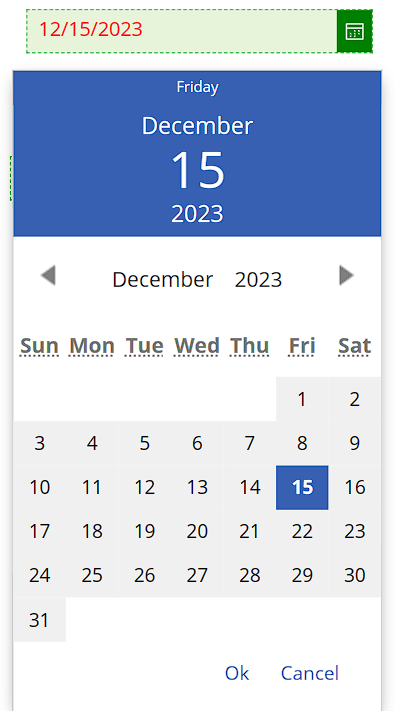 12/15/2023
Friday
December
15
2023
December 2023
Sun Mon Tue Wed Thu Fri Sat
1 2
3 4 5 6 7 8 9
10 11 12 13 14 15 16
17 18 19 20 21 22 23
24 25 26 27 28 29 30
31
Ok Cancel